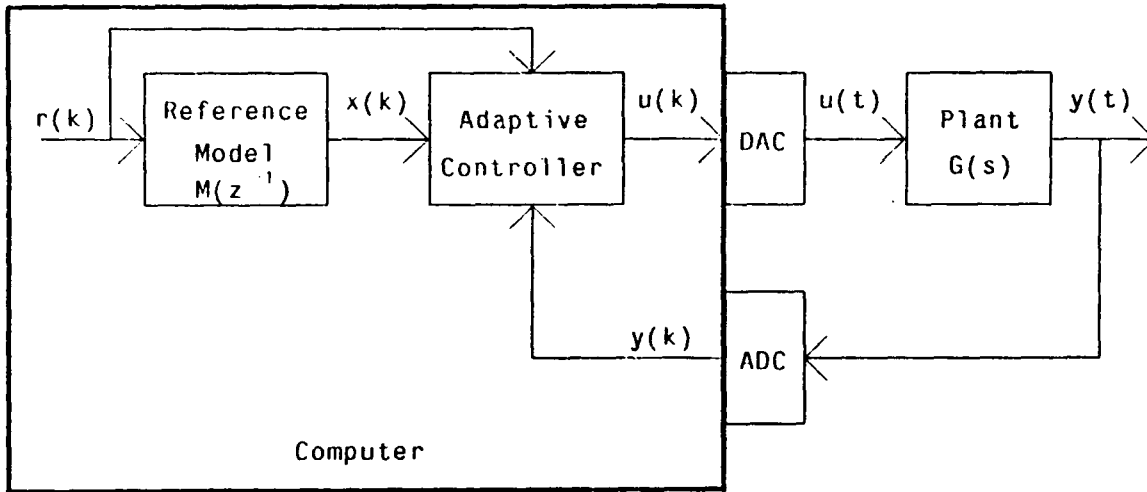 r(k)
Reference
Model
M(z⁻¹)
x(k)
Adaptive
Controller
u(k)
DAC
u(t)
Plant
G(s)
y(t)
y(k)
ADC
Computer